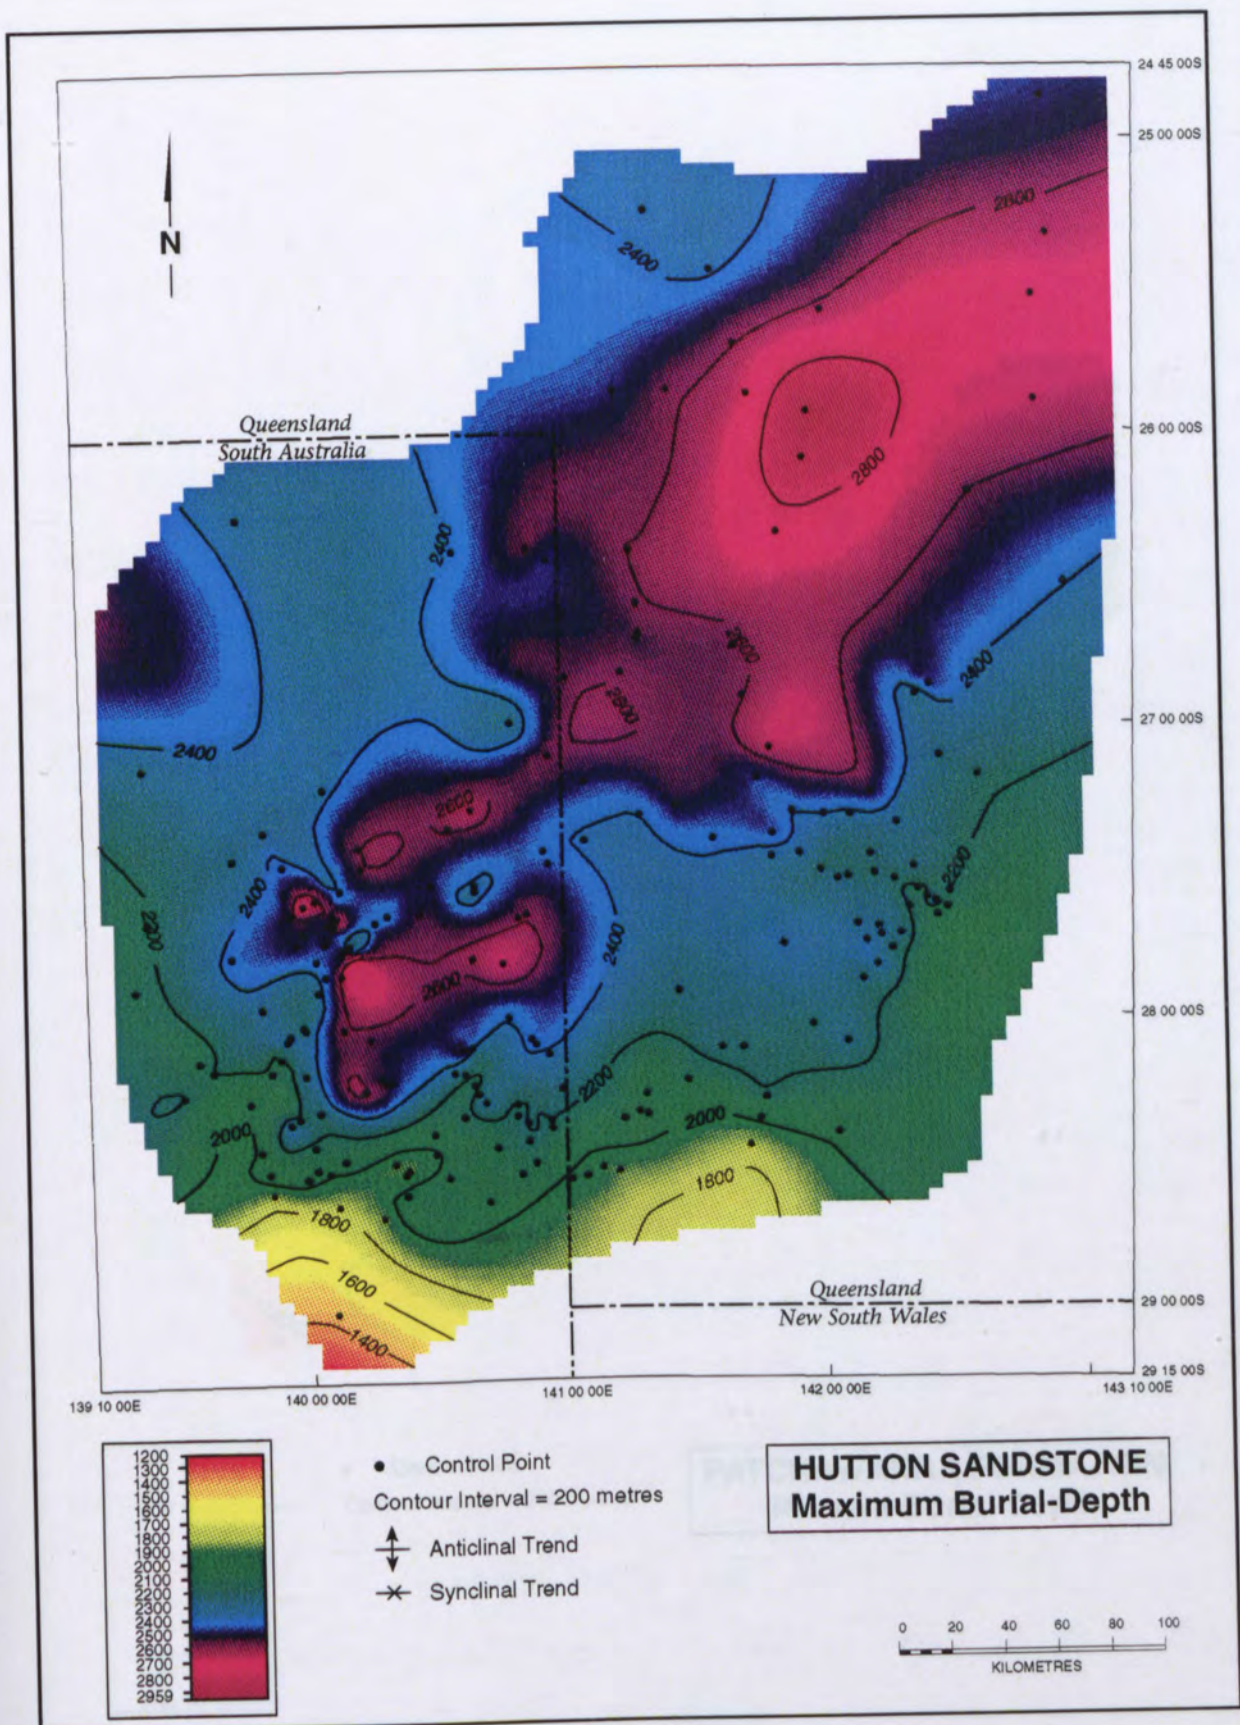 24 45 00S
25 00 00S
N
2600
2400
Queensland
South Australia
26 00 00S
2800
2400
2600
2400
2600
27 00 00S
2400
2600
2200
2400
2200
2400
2600
28 00 00S
2200
2000
2000
1800
1800
1600
Queensland
New South Wales
29 00 00S
1400
29 15 00S
139 10 00E
140 00 00E
141 00 00E
142 00 00E
143 10 00E
1200
1300
1400
1500
1600
1700
1800
1900
2000
2100
2200
2300
2400
2500
2600
2700
2800
2959
Control Point
Contour Interval = 200 metres
Anticlinal Trend
Synclinal Trend
HUTTON SANDSTONE
Maximum Burial-Depth
0 20 40 60 80 100
KILOMETRES